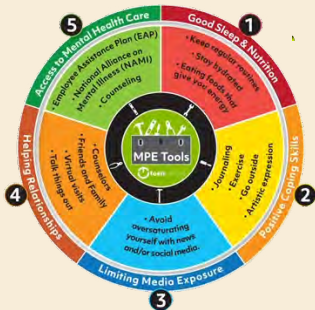 1
Good Sleep & Nutrition
• Keep regular routines
• Stay hydrated
• Eating foods that
give you energy
2
Positive Coping Skills
• Journaling
• Exercise
• Go outside
• Artistic expression
3
Limiting Media Exposure
• Avoid
oversaturating
yourself with news
and/or social media.
4
Helping Relationships
• Counselors
• Friends and Family
• Virtual visits
• Talk things out
5
Access to Mental Health Care
• Employee Assistance Plan (EAP)
• National Alliance on
Mental Illness (NAMI)
• Counseling
MPE Tools